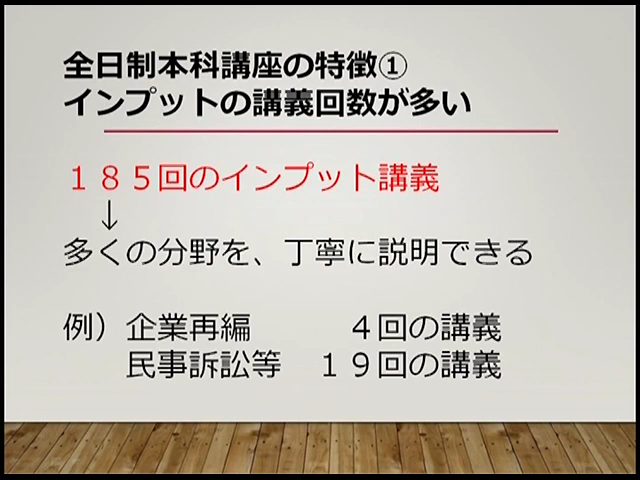 全日制本科講座の特徴①
インプットの講義回数が多い
１８５回のインプット講義
↓
多くの分野を、丁寧に説明できる
例）企業再編　　　４回の講義
民事訴訟等　１９回の講義